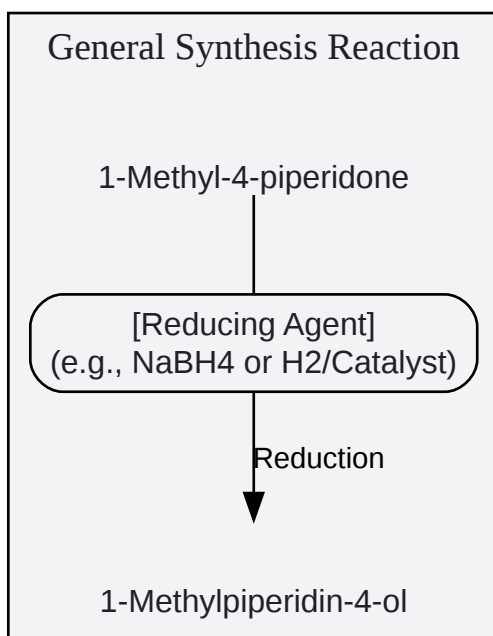 General Synthesis Reaction
1-Methyl-4-piperidone
[Reducing Agent]
(e.g., NaBH4 or H2/Catalyst)
Reduction
1-Methylpiperidin-4-ol